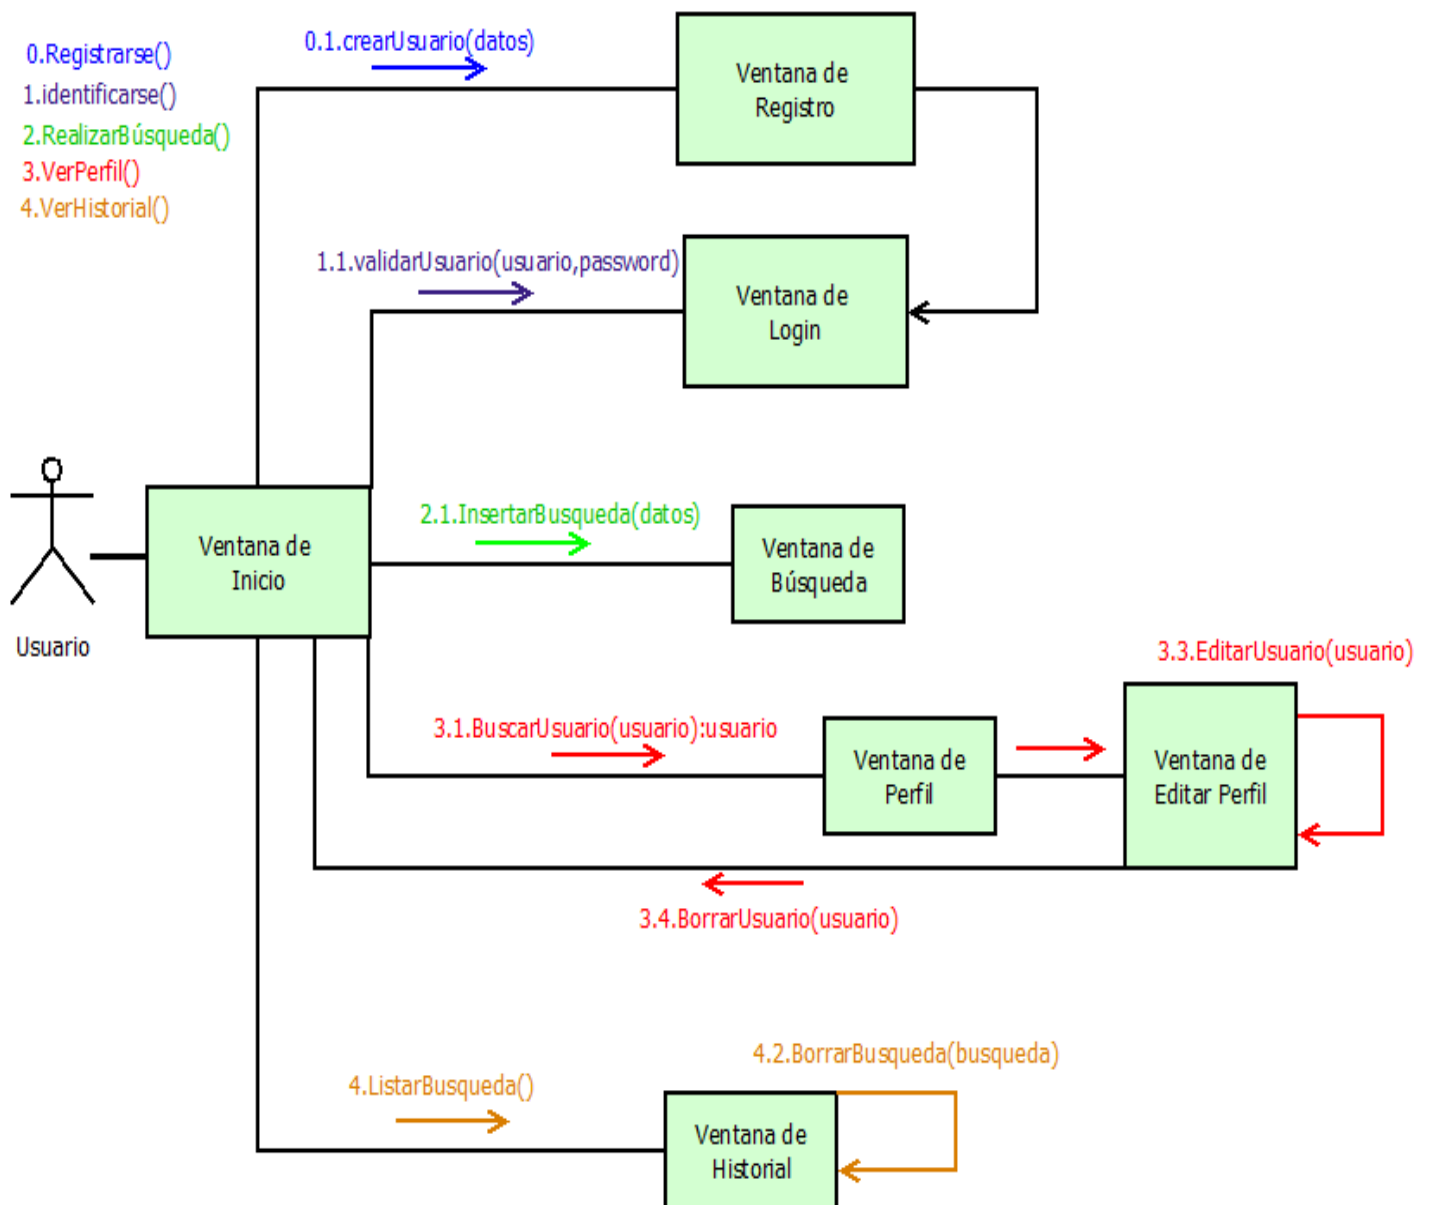 0.Registrarse()
1.identificarse()
2.RealizarBúsqueda()
3.VerPerfil()
4.VerHistorial()
0.1.crearUsuario(datos)
Ventana de
Registro
1.1.validarUsuario(usuario,password)
Ventana de
Login
Usuario
Ventana de
Inicio
2.1.InsertarBusqueda(datos)
Ventana de
Búsqueda
3.1.BuscarUsuario(usuario):usuario
Ventana de
Perfil
3.3.EditarUsuario(usuario)
Ventana de
Editar Perfil
3.4.BorrarUsuario(usuario)
4.ListarBusqueda()
4.2.BorrarBusqueda(busqueda)
Ventana de
Historial